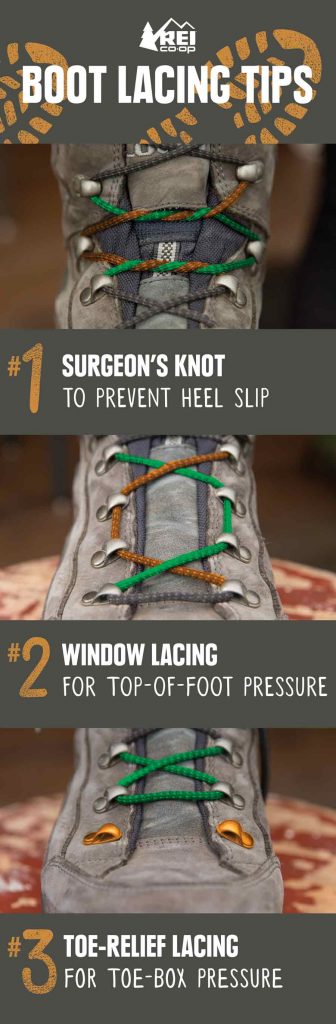 REI
CO·OP
BOOT LACING TIPS
#1 SURGEON'S KNOT
TO PREVENT HEEL SLIP
#2 WINDOW LACING
FOR TOP-OF-FOOT PRESSURE
#3 TOE-RELIEF LACING
FOR TOE-BOX PRESSURE